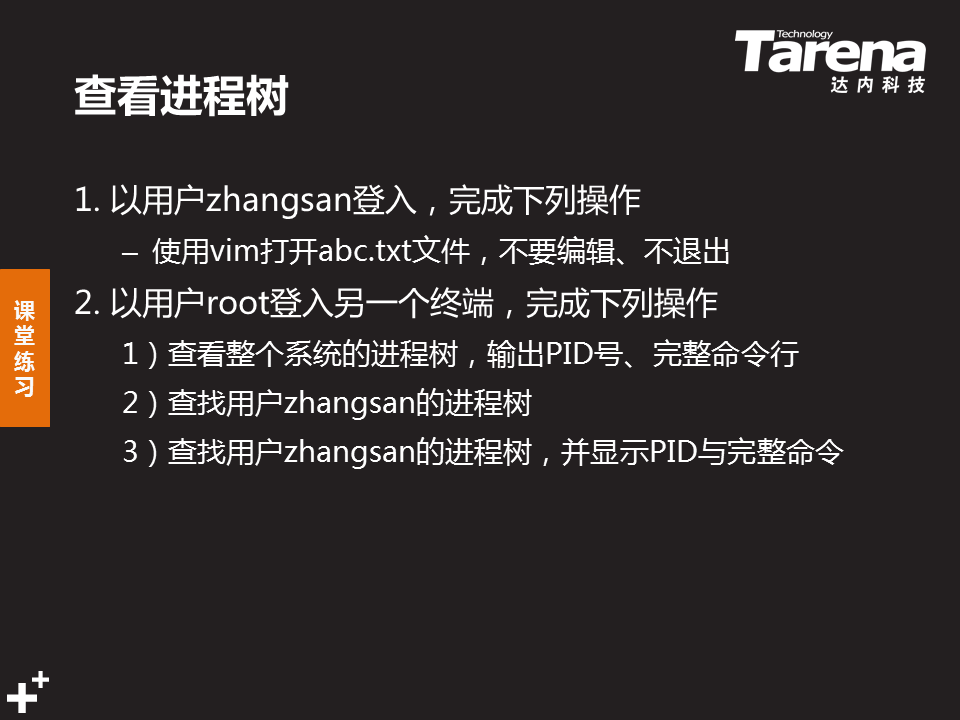 Technology
Tarena
达内科技
查看进程树
1. 以用户zhangsan登入，完成下列操作
– 使用vim打开abc.txt文件，不要编辑、不退出
2. 以用户root登入另一个终端，完成下列操作
1）查看整个系统的进程树，输出PID号、完整命令行
2）查找用户zhangsan的进程树
3）查找用户zhangsan的进程树，并显示PID与完整命令
课堂练习